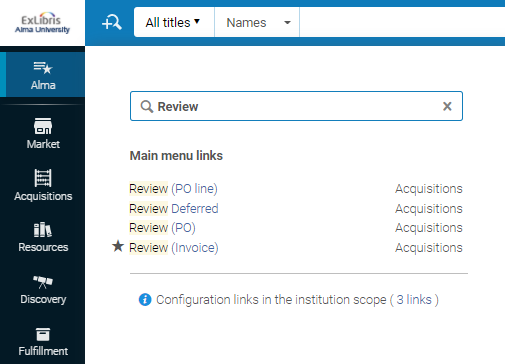 ExLibris
Alma University
All titles
Names
Alma
Market
Acquisitions
Resources
Discovery
Fulfillment
Review
Main menu links
Review (PO line) Acquisitions
Review Deferred Acquisitions
Review (PO) Acquisitions
Review (Invoice) Acquisitions
Configuration links in the institution scope ( 3 links )